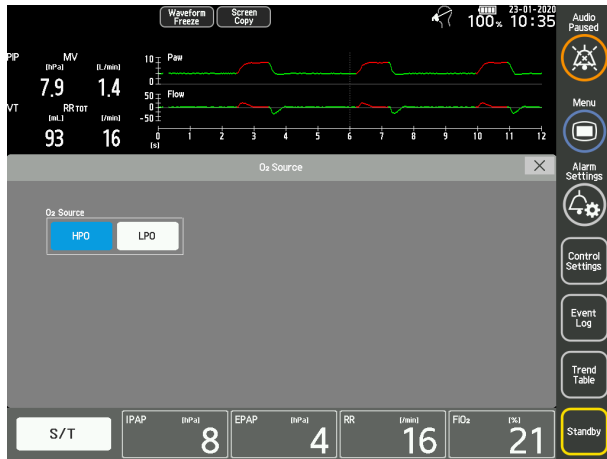 Waveform
Freeze
Screen
Copy
100%
23-01-2020
10:35
Audio
Paused
PIP
[hPa]
7.9
MV
[L/min]
1.4
VT
[mL]
93
RR TOT
[/min]
16
10
Paw
0
50
Flow
0
-50
0 1 2 3 4 5 6 7 8 9 10 11 12
[s]
Menu
Alarm
Settings
Control
Settings
Event
Log
Trend
Table
Standby
O₂ Source
O₂ Source
HPO
LPO
S/T
IPAP [hPa]
8
EPAP [hPa]
4
RR [/min]
16
FiO₂ [%]
21